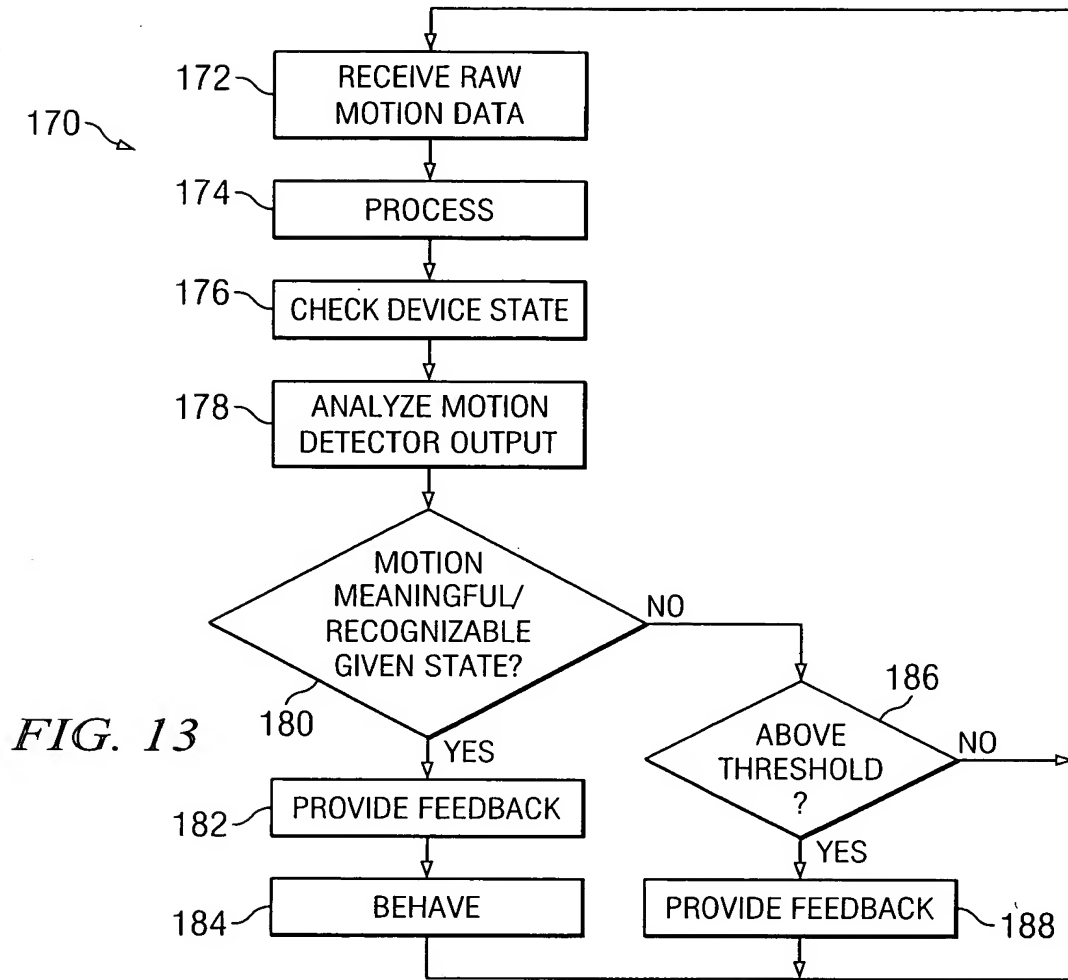 172
RECEIVE RAW
MOTION DATA
170
174
PROCESS
176
CHECK DEVICE STATE
178
ANALYZE MOTION
DETECTOR OUTPUT
MOTION
MEANINGFUL/
RECOGNIZABLE
GIVEN STATE?
NO
180
186
FIG. 13
YES
ABOVE
THRESHOLD
?
NO
182
PROVIDE FEEDBACK
YES
184
BEHAVE
PROVIDE FEEDBACK
188